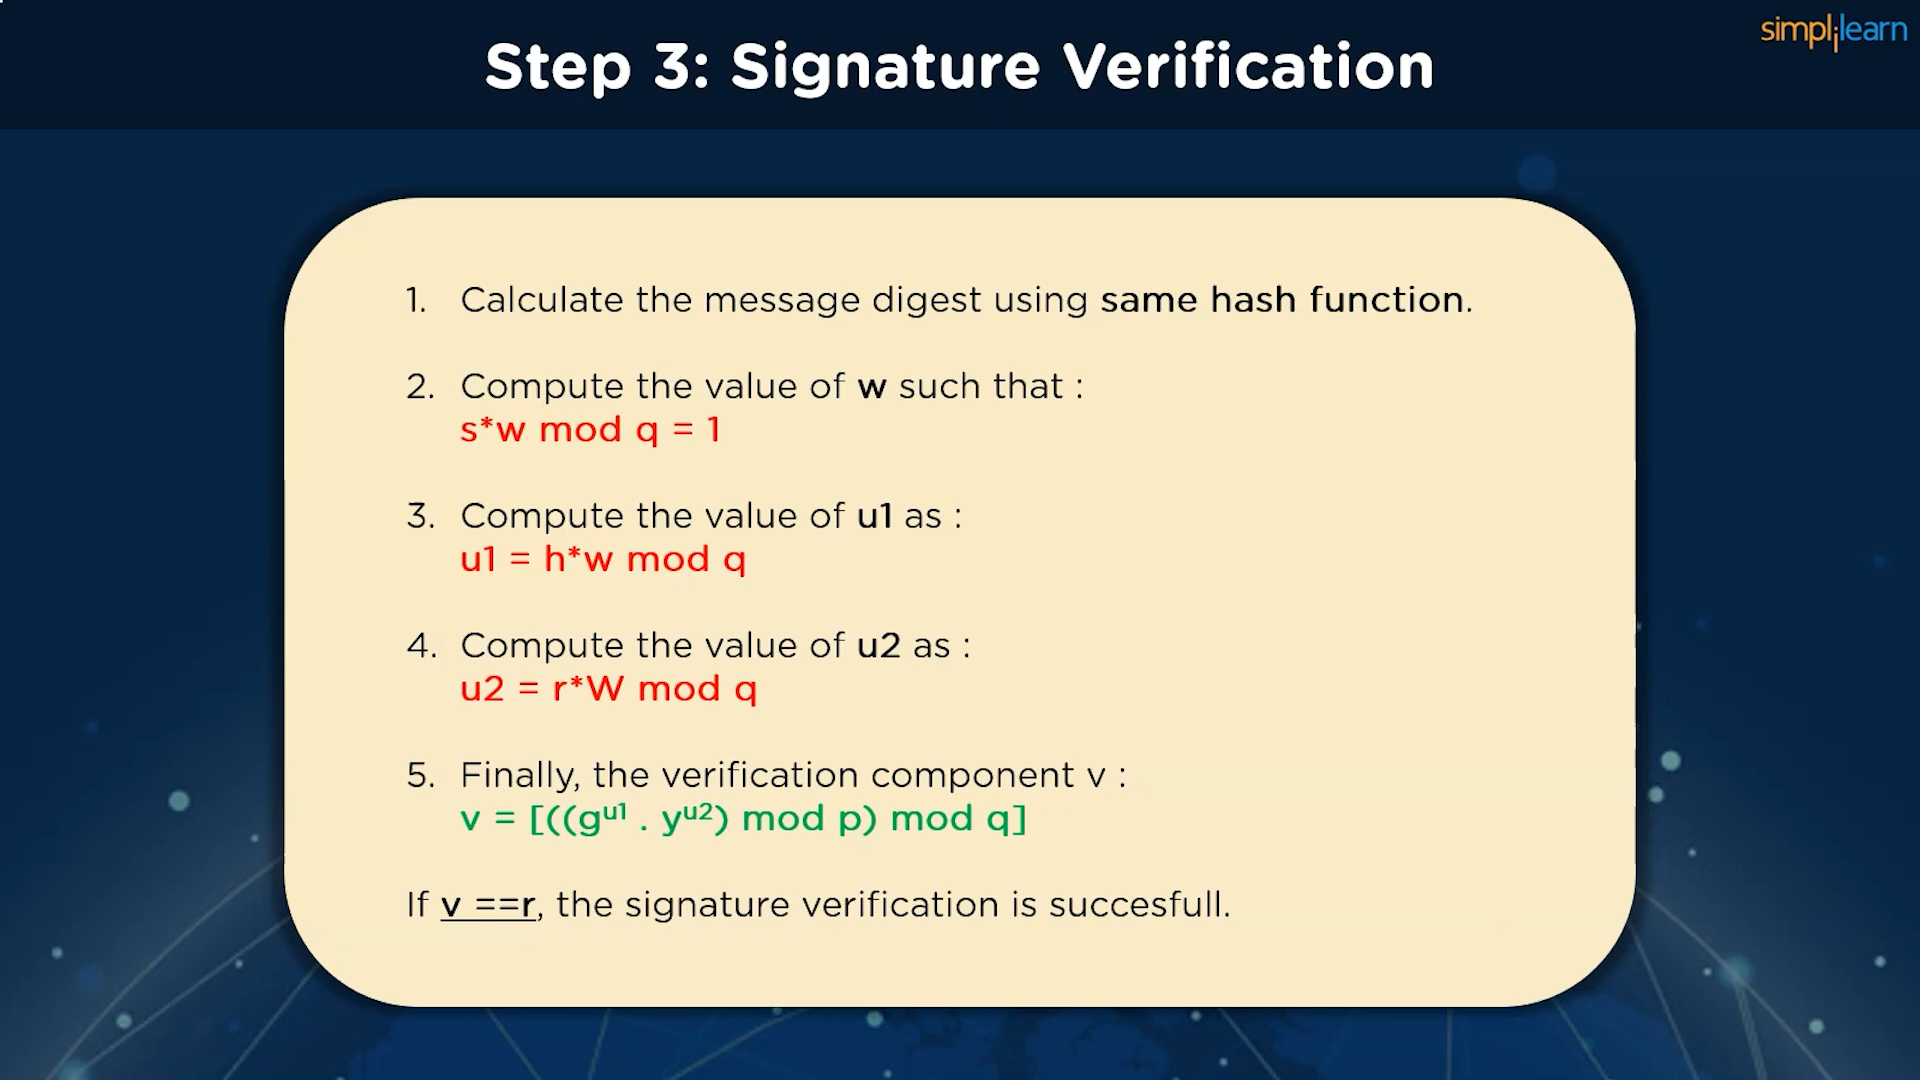 simplilearn
Step 3: Signature Verification
1. Calculate the message digest using same hash function.
2. Compute the value of w such that :
s*w mod q = 1
3. Compute the value of u1 as :
u1 = h*w mod q
4. Compute the value of u2 as :
u2 = r*W mod q
5. Finally, the verification component v :
v = [((g^u1 . y^u2) mod p) mod q]
If v ==r, the signature verification is succesfull.